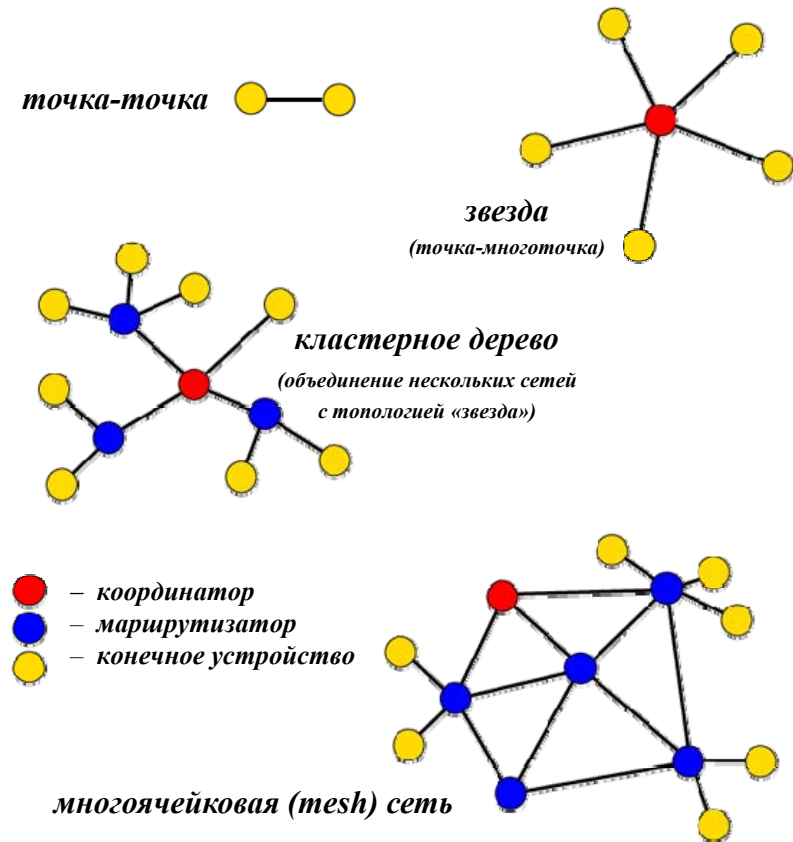 точка-точка
звезда
(точка-многоточка)
кластерное дерево
(объединение нескольких сетей
с топологией «звезда»)
– координатор
– маршрутизатор
– конечное устройство
многоячейковая (mesh) сеть